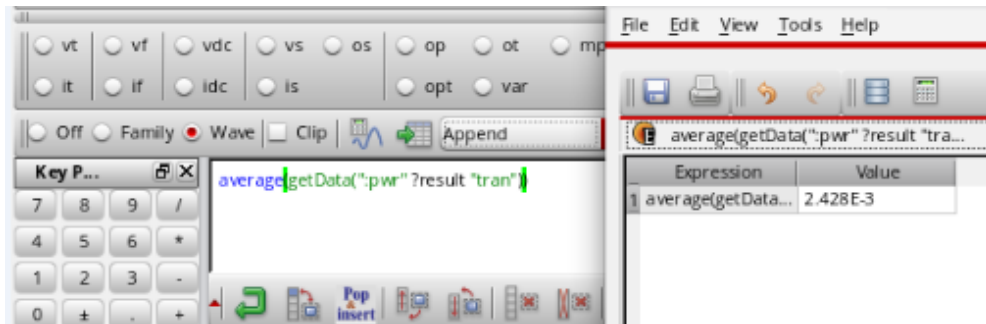 vt vf vdc vs os op ot mp
it if idc is opt var
Off Family Wave Clip Append
Key P...
7 8 9 /
4 5 6 *
1 2 3 -
0 ± . +
average(getData(":pwr" ?result "tran"))
Pop
insert
File Edit View Tools Help
average(getData(":pwr" ?result "tra...
Expression Value
1 average(getData... 2.428E-3